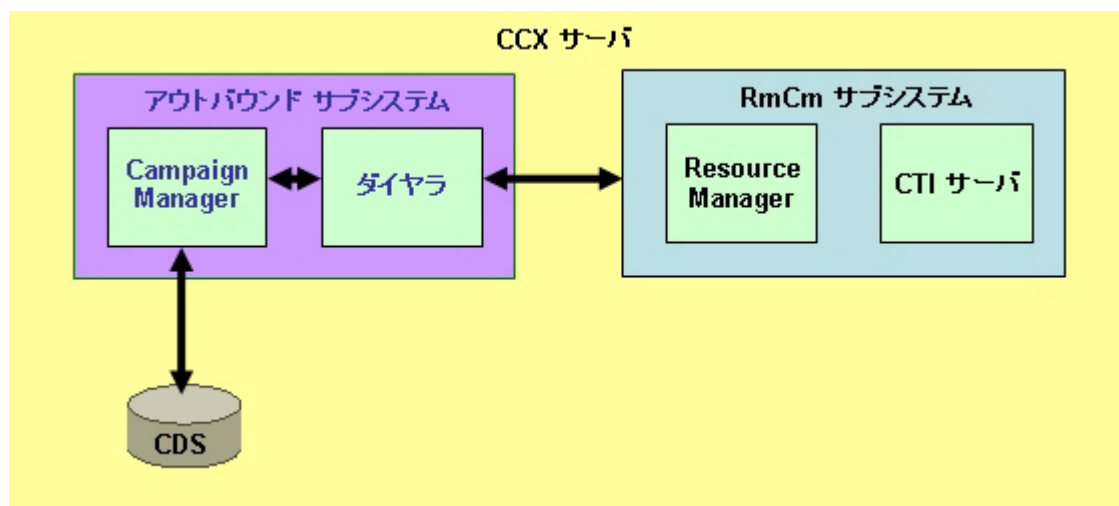 CCX サーバ
アウトバウンド サブシステム
Campaign
Manager
ダイヤラ
RmCm サブシステム
Resource
Manager
CTI サーバ
CDS